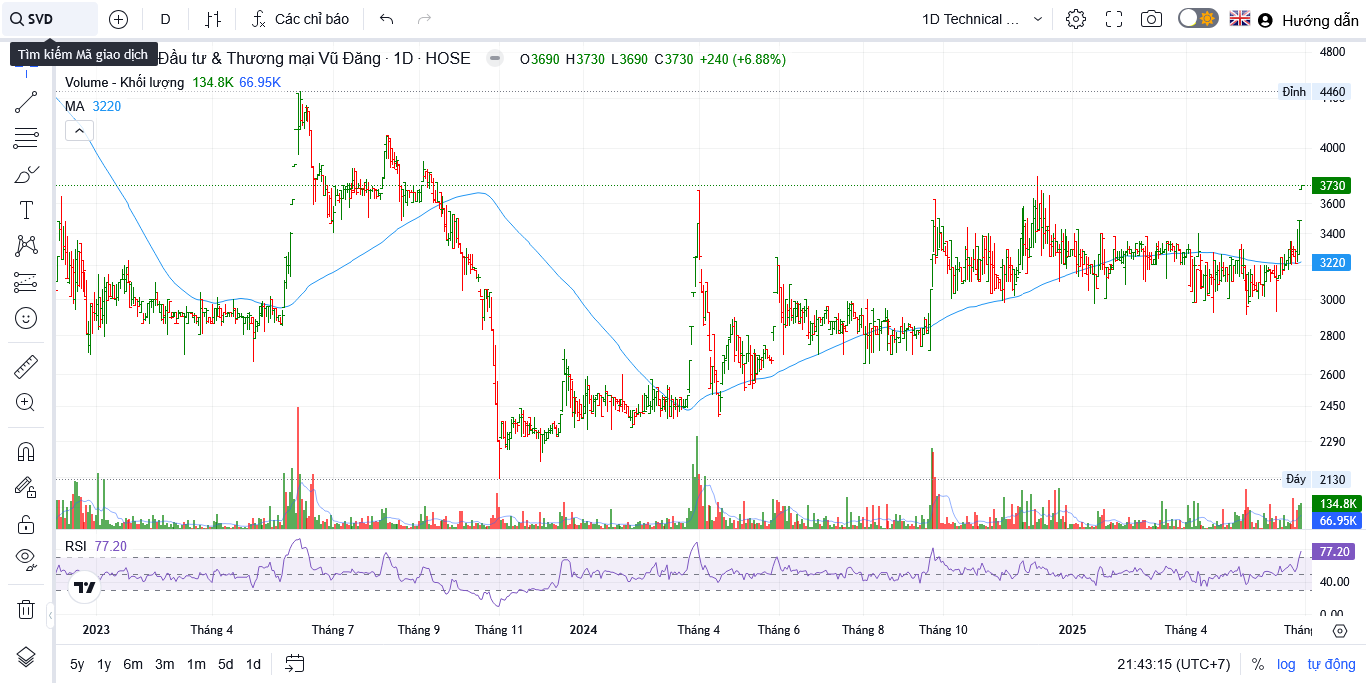 SVD
D
Các chỉ báo
1D Technical ...
Hướng dẫn
Tìm kiếm Mã giao dịch
Đầu tư & Thương mại Vũ Đăng · 1D · HOSE
O3690 H3730 L3690 C3730 +240 (+6.88%)
Volume - Khối lượng 134.8K 66.95K
MA 3220
4800
Đỉnh 4460
4000
3730
3600
3400
3220
3000
2800
2600
2450
2290
Đáy 2130
134.8K
66.95K
RSI 77.20
77.20
40.00
0.00
2023 Tháng 4 Tháng 7 Tháng 9 Tháng 11 2024 Tháng 4 Tháng 6 Tháng 8 Tháng 10 2025 Tháng 4
5y 1y 6m 3m 1m 5d 1d
21:43:15 (UTC+7) % log tự động